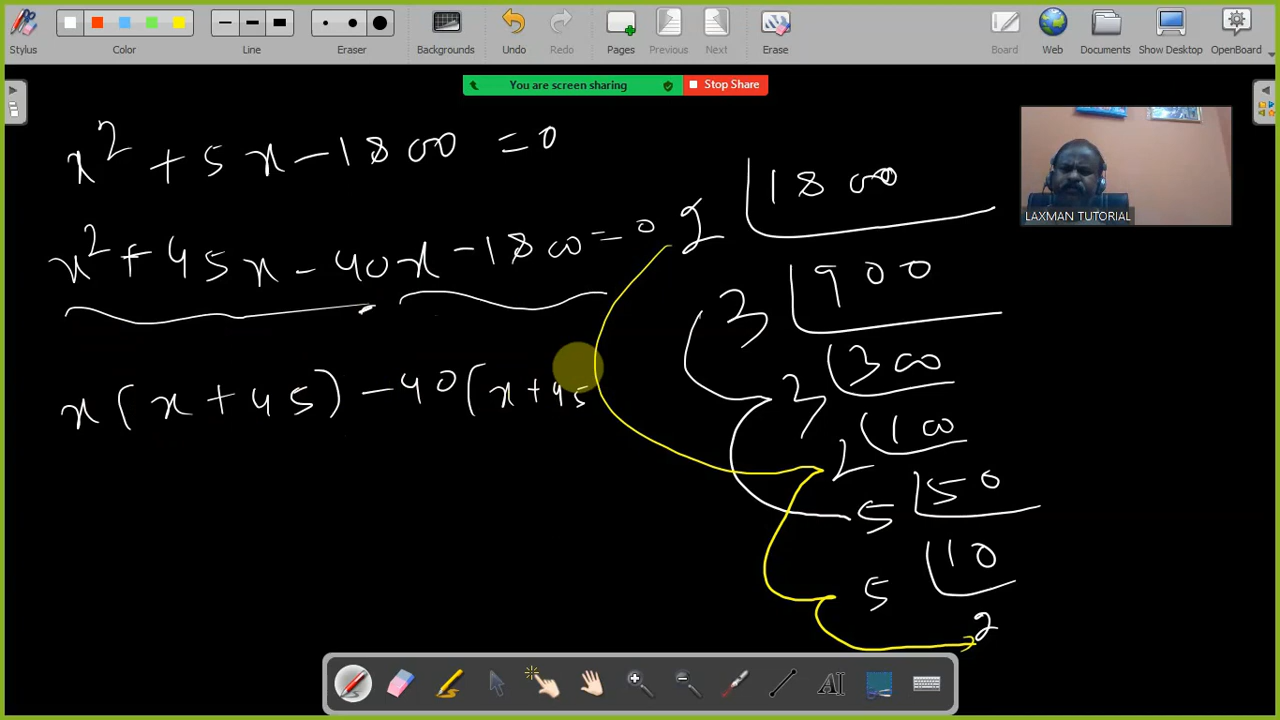 Stylus Color Line Eraser Backgrounds Undo Redo Pages Previous Next Erase Board Web Documents Show Desktop OpenBoard
You are screen sharing Stop Share
LAXMAN TUTORIAL
x² + 5x - 1800 = 0
x² + 45x - 40x - 1800 = 0
x(x + 45) - 40(x + 45
2 1800
3 900
3 300
2 100
5 50
5 10
2
AI